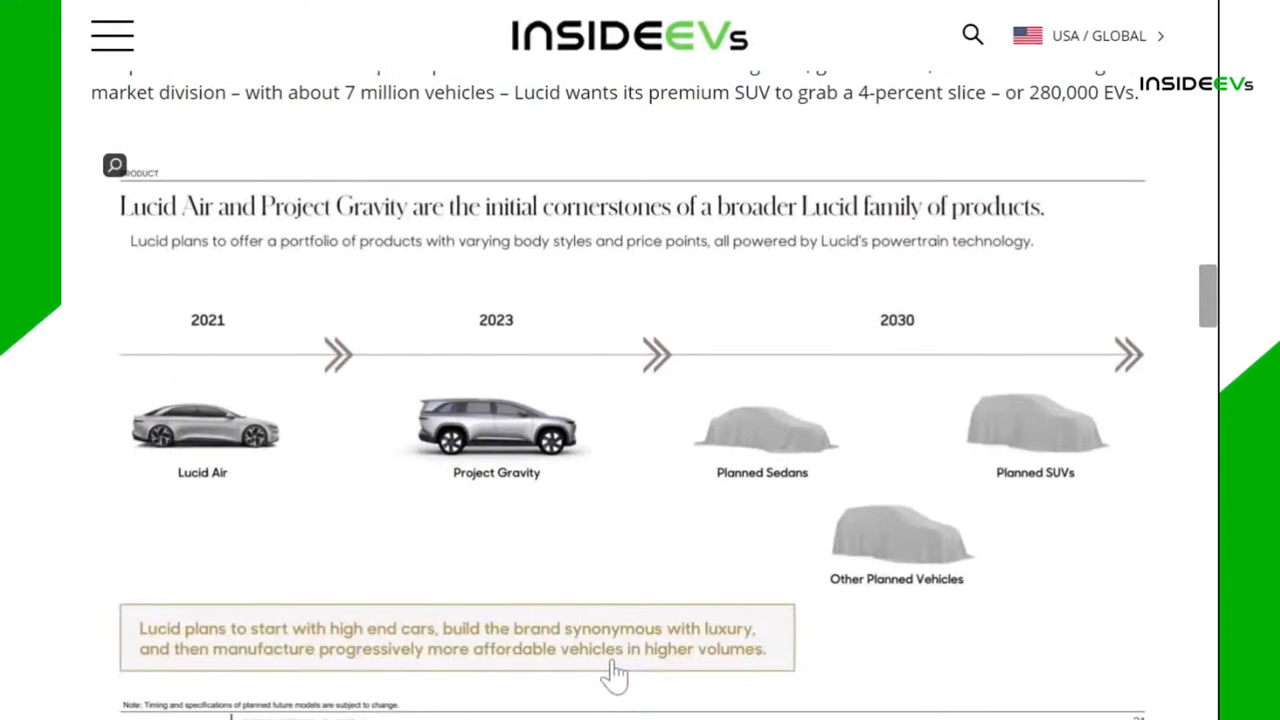 INSIDEEVs
USA / GLOBAL
INSIDEEVs
market division – with about 7 million vehicles – Lucid wants its premium SUV to grab a 4-percent slice – or 280,000 EVs.
Lucid Air and Project Gravity are the initial cornerstones of a broader Lucid family of products.
Lucid plans to offer a portfolio of products with varying body styles and price points, all powered by Lucid's powertrain technology.
2021
2023
2030
Lucid Air
Project Gravity
Planned Sedans
Planned SUVs
Other Planned Vehicles
Lucid plans to start with high end cars, build the brand synonymous with luxury,
and then manufacture progressively more affordable vehicles in higher volumes.
Note: Timing and specifications of planned future models are subject to change.